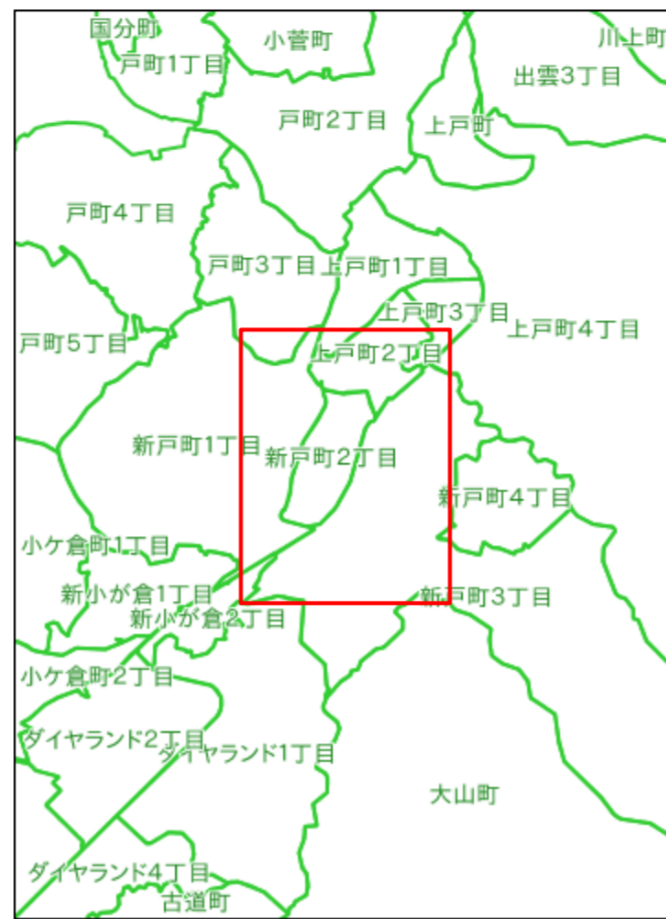 国分町
小菅町
川上町
戸町1丁目
出雲3丁目
戸町2丁目
上戸町
戸町4丁目
戸町3丁目
上戸町1丁目
上戸町3丁目
上戸町4丁目
戸町5丁目
上戸町2丁目
新戸町1丁目
新戸町2丁目
新戸町4丁目
小ケ倉町1丁目
新小が倉1丁目
新戸町3丁目
新小が倉2丁目
小ケ倉町2丁目
ダイヤランド2丁目
ダイヤランド1丁目
大山町
ダイヤランド4丁目
古道町